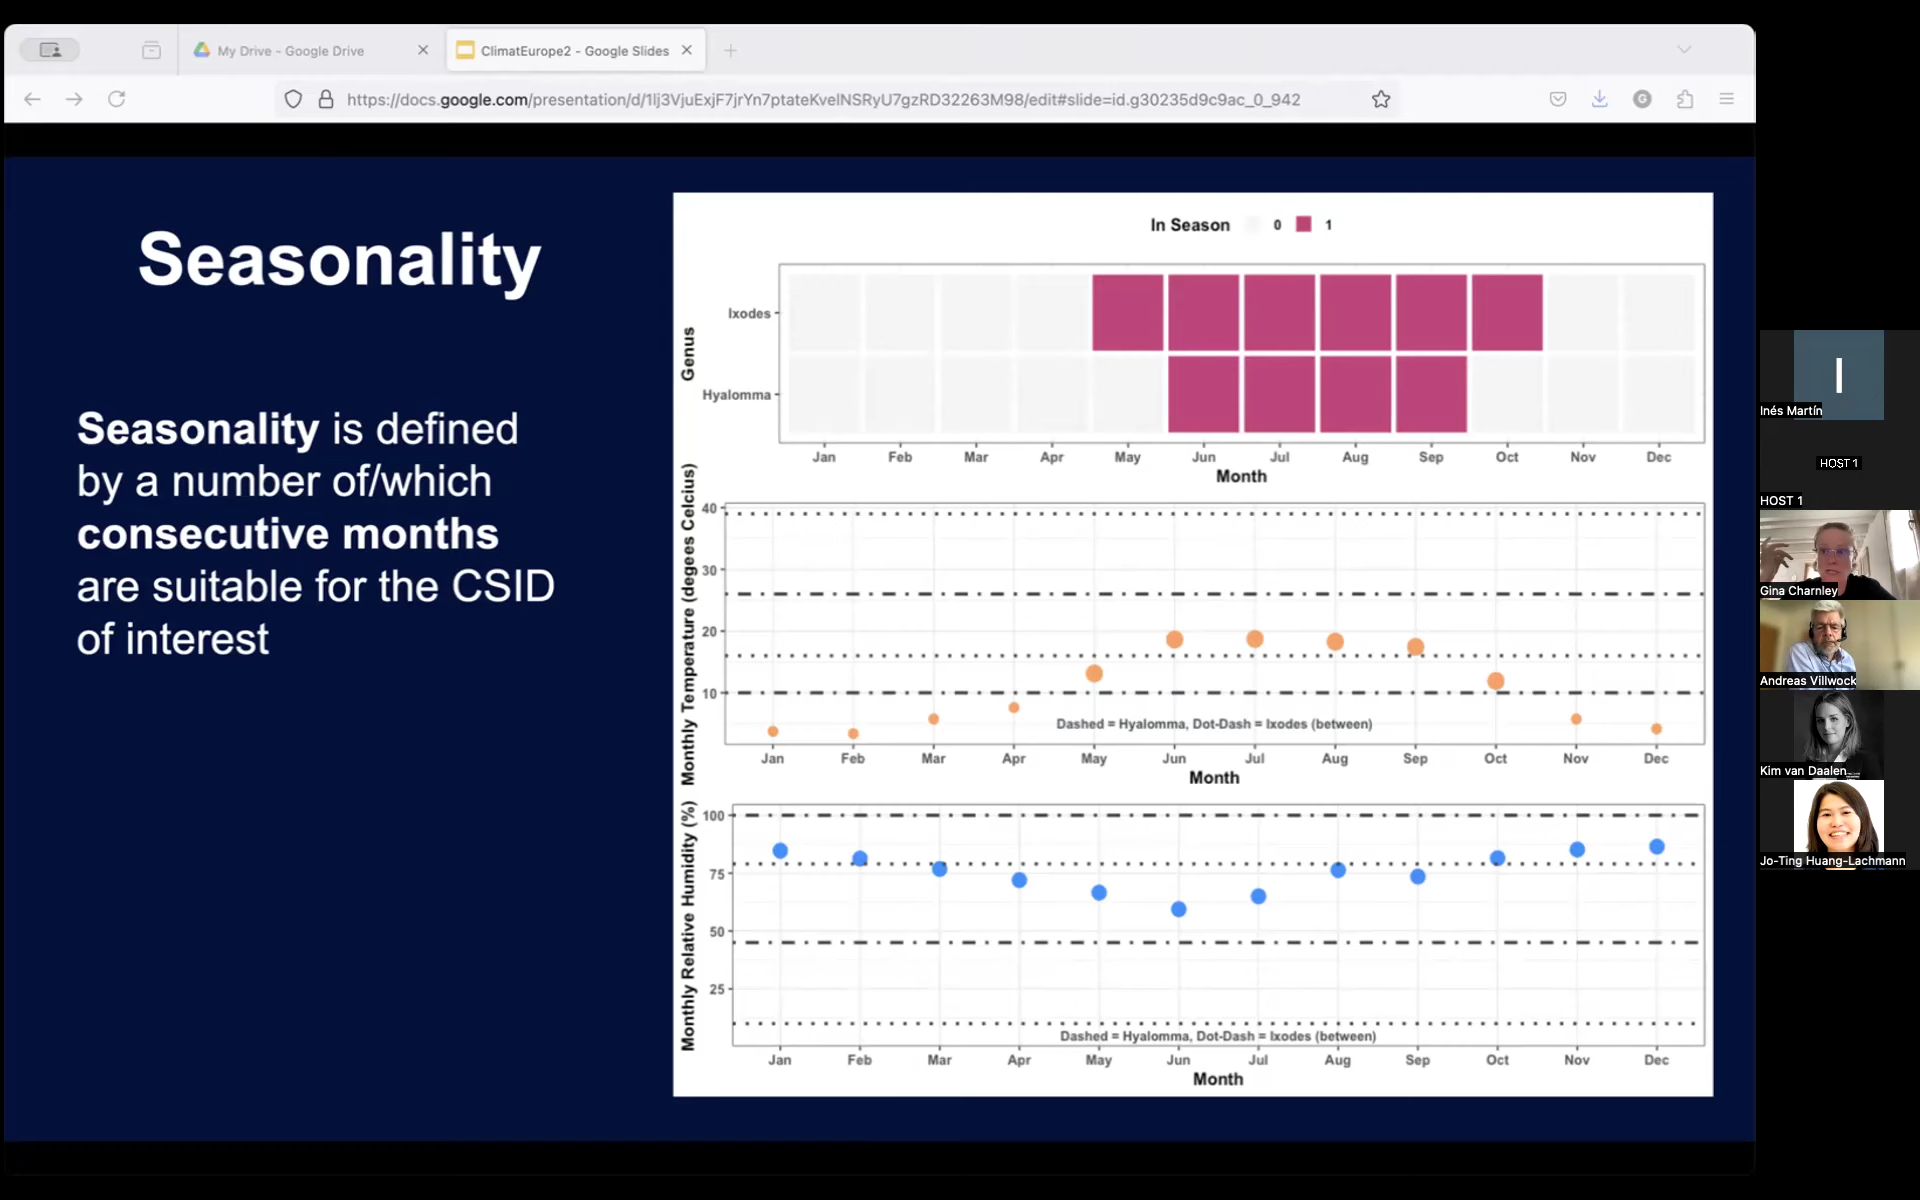 My Drive - Google Drive
ClimatEurope2 - Google Slides
https://docs.google.com/presentation/d/1lj3VjuExjF7jrYn7ptateKvelNSRyU7gzRD32263M98/edit#slide=id.g30235d9c9ac_0_942
G
Seasonality
Seasonality is defined
by a number of/which
consecutive months
are suitable for the CSID
of interest
In Season 0 1
Genus
Ixodes
Hyalomma
Jan Feb Mar Apr May Jun Jul Aug Sep Oct Nov Dec
Month
Monthly Temperature (degees Celcius)
40
30
20
10
Dashed = Hyalomma, Dot-Dash = Ixodes (between)
Jan Feb Mar Apr May Jun Jul Aug Sep Oct Nov Dec
Month
Monthly Relative Humidity (%)
100
75
50
25
Dashed = Hyalomma, Dot-Dash = Ixodes (between)
Jan Feb Mar Apr May Jun Jul Aug Sep Oct Nov Dec
Month
I
Inés Martín
HOST 1
HOST 1
Gina Charnley
Andreas Villwock
Kim van Daalen
Jo-Ting Huang-Lachmann